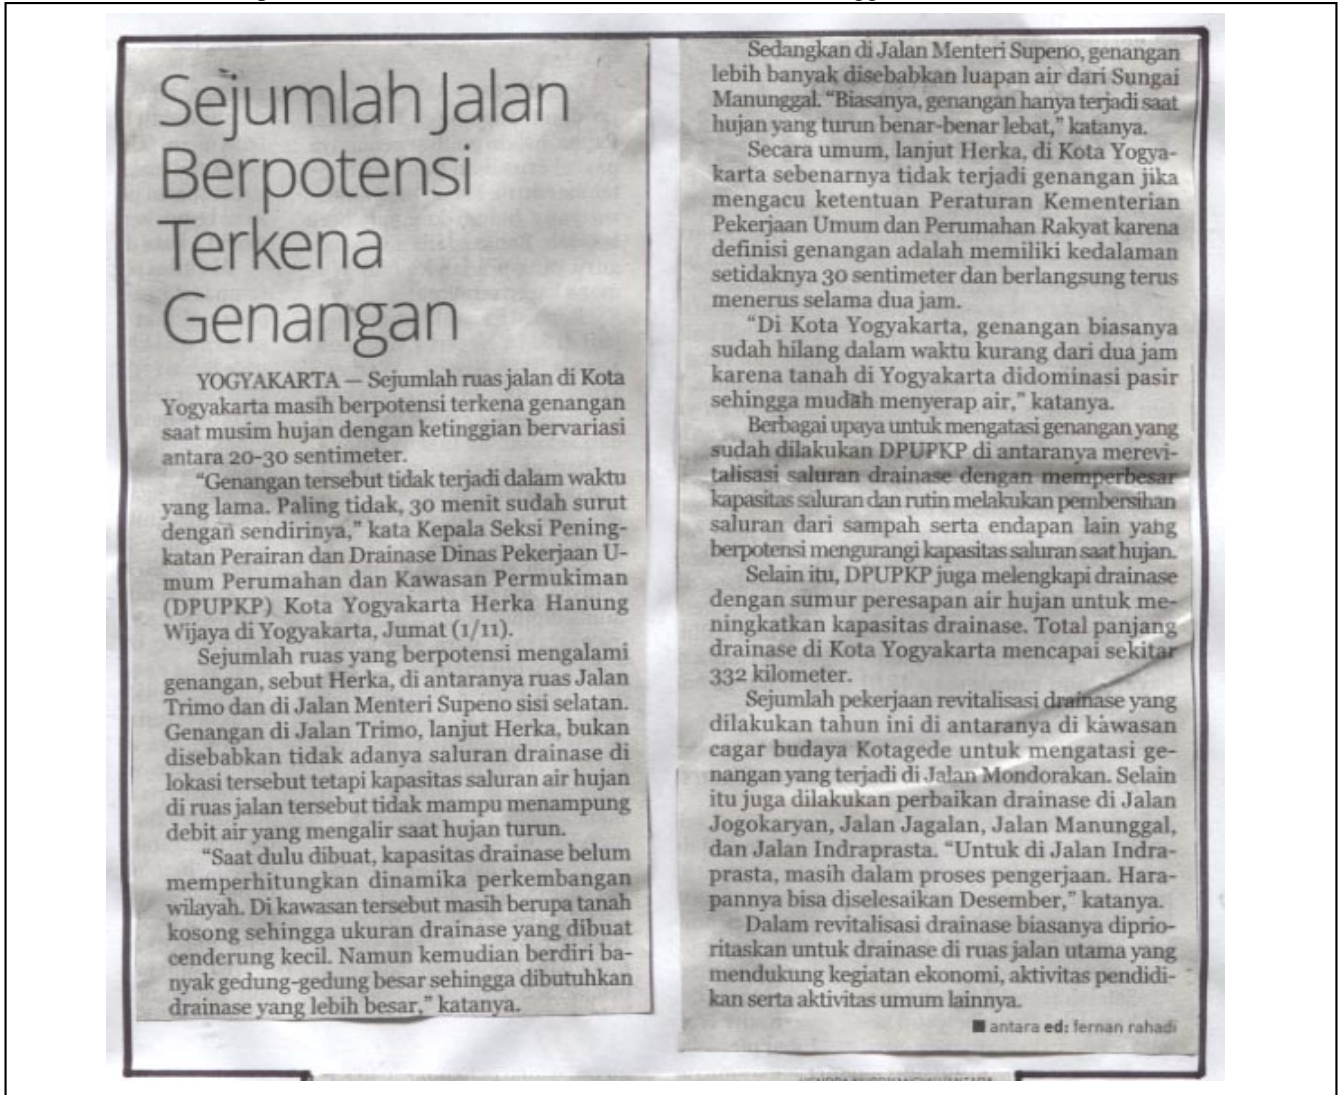 Sejumlah Jalan
Berpotensi
Terkena
Genangan
YOGYAKARTA — Sejumlah ruas jalan di Kota
Yogyakarta masih berpotensi terkena genangan
saat musim hujan dengan ketinggian bervariasi
antara 20-30 sentimeter.
"Genangan tersebut tidak terjadi dalam waktu
yang lama. Paling tidak, 30 menit sudah surut
dengan sendirinya," kata Kepala Seksi Pening-
katan Perairan dan Drainase Dinas Pekerjaan U-
mum Perumahan dan Kawasan Permukiman
(DPUPKP) Kota Yogyakarta Herka Hanung
Wijaya di Yogyakarta, Jumat (1/11).
Sejumlah ruas yang berpotensi mengalami
genangan, sebut Herka, di antaranya ruas Jalan
Trimo dan di Jalan Menteri Supeno sisi selatan.
Genangan di Jalan Trimo, lanjut Herka, bukan
disebabkan tidak adanya saluran drainase di
lokasi tersebut tetapi kapasitas saluran air hujan
di ruas jalan tersebut tidak mampu menampung
debit air yang mengalir saat hujan turun.
"Saat dulu dibuat, kapasitas drainase belum
memperhitungkan dinamika perkembangan
wilayah. Di kawasan tersebut masih berupa tanah
kosong sehingga ukuran drainase yang dibuat
cenderung kecil. Namun kemudian berdiri ba-
nyak gedung-gedung besar sehingga dibutuhkan
drainase yang lebih besar," katanya.
Sedangkan di Jalan Menteri Supeno, genangan
lebih banyak disebabkan luapan air dari Sungai
Manunggal. "Biasanya, genangan hanya terjadi saat
hujan yang turun benar-benar lebat," katanya.
Secara umum, lanjut Herka, di Kota Yogya-
karta sebenarnya tidak terjadi genangan jika
mengacu ketentuan Peraturan Kementerian
Pekerjaan Umum dan Perumahan Rakyat karena
definisi genangan adalah memiliki kedalaman
setidaknya 30 sentimeter dan berlangsung terus
menerus selama dua jam.
"Di Kota Yogyakarta, genangan biasanya
sudah hilang dalam waktu kurang dari dua jam
karena tanah di Yogyakarta didominasi pasir
sehingga mudah menyerap air," katanya.
Berbagai upaya untuk mengatasi genangan yang
sudah dilakukan DPUPKP di antaranya merevi-
talisasi saluran drainase dengan memperbesar
kapasitas saluran dan rutin melakukan pembersihan
saluran dari sampah serta endapan lain yang
berpotensi mengurangi kapasitas saluran saat hujan.
Selain itu, DPUPKP juga melengkapi drainase
dengan sumur peresapan air hujan untuk me-
ningkatkan kapasitas drainase. Total panjang
drainase di Kota Yogyakarta mencapai sekitar
332 kilometer.
Sejumlah pekerjaan revitalisasi drainase yang
dilakukan tahun ini di antaranya di kawasan
cagar budaya Kotagede untuk mengatasi ge-
nangan yang terjadi di Jalan Mondorakan. Selain
itu juga dilakukan perbaikan drainase di Jalan
Jogokaryan, Jalan Jagalan, Jalan Manunggal,
dan Jalan Indraprasta. "Untuk di Jalan Indra-
prasta, masih dalam proses pengerjaan. Hara-
pannya bisa diselesaikan Desember," katanya.
Dalam revitalisasi drainase biasanya diprio-
ritaskan untuk drainase di ruas jalan utama yang
mendukung kegiatan ekonomi, aktivitas pendidi-
kan serta aktivitas umum lainnya.
■ antara ed: fernan rahadi